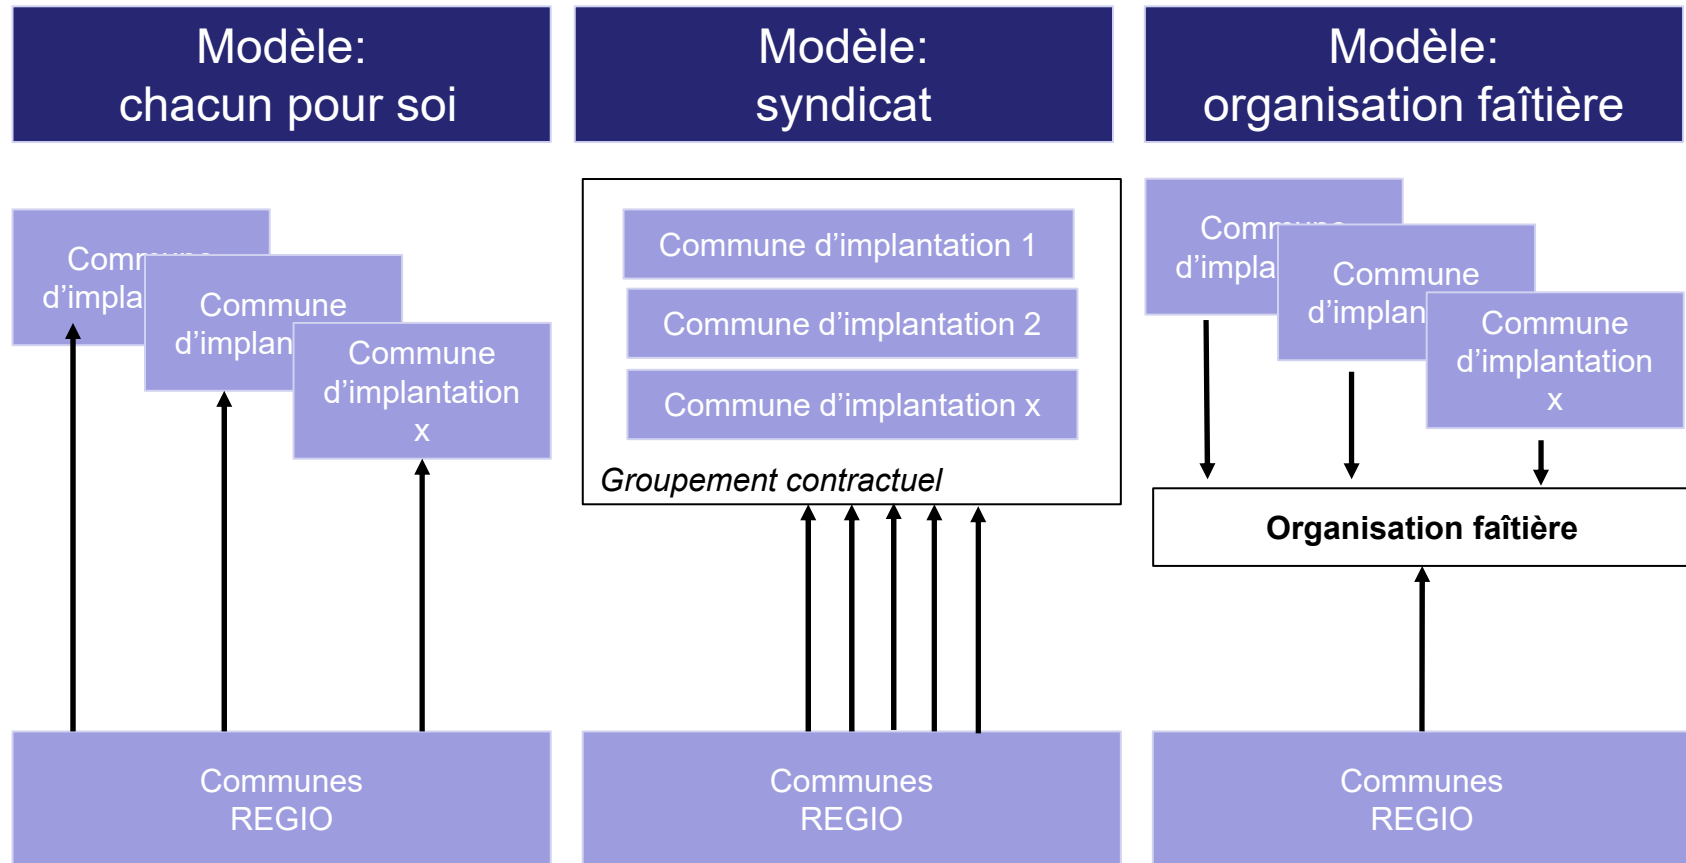 Modèle:
chacun pour soi
Modèle:
syndicat
Modèle:
organisation faîtière
Commune
d'impla
Commune
d'implan
Commune
d'implantation
x
Commune d'implantation 1
Commune d'implantation 2
Commune d'implantation x
Groupement contractuel
Commune
d'impla
Commune
d'implan
Commune
d'implantation
x
Organisation faîtière
Communes
REGIO
Communes
REGIO
Communes
REGIO